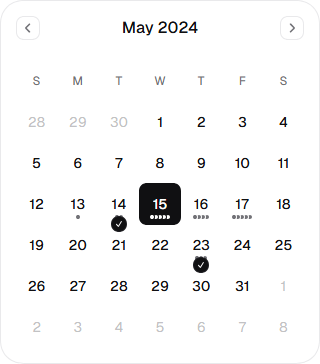 May 2024
S M T W T F S
28 29 30 1 2 3 4
5 6 7 8 9 10 11
12 13 14 15 16 17 18
19 20 21 22 23 24 25
26 27 28 29 30 31 1
2 3 4 5 6 7 8